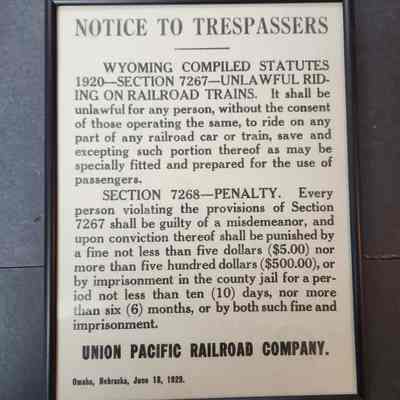 NOTICE TO TRESPASSERS
WYOMING COMPILED STATUTES
1920—SECTION 7267—UNLAWFUL RID-
ING ON RAILROAD TRAINS. It shall be
unlawful for any person, without the consent
of those operating the same, to ride on any
part of any railroad car or train, save and
excepting such portion thereof as may be
specially fitted and prepared for the use of
passengers.
SECTION 7268—PENALTY. Every
person violating the provisions of Section
7267 shall be guilty of a misdemeanor, and
upon conviction thereof shall be punished by
a fine not less than five dollars ($5.00) nor
more than five hundred dollars ($500.00), or
by imprisonment in the county jail for a pe-
riod not less than ten (10) days, nor more
than six (6) months, or by both such fine and
imprisonment.
UNION PACIFIC RAILROAD COMPANY.
Omaha, Nebraska, June 18, 1929.